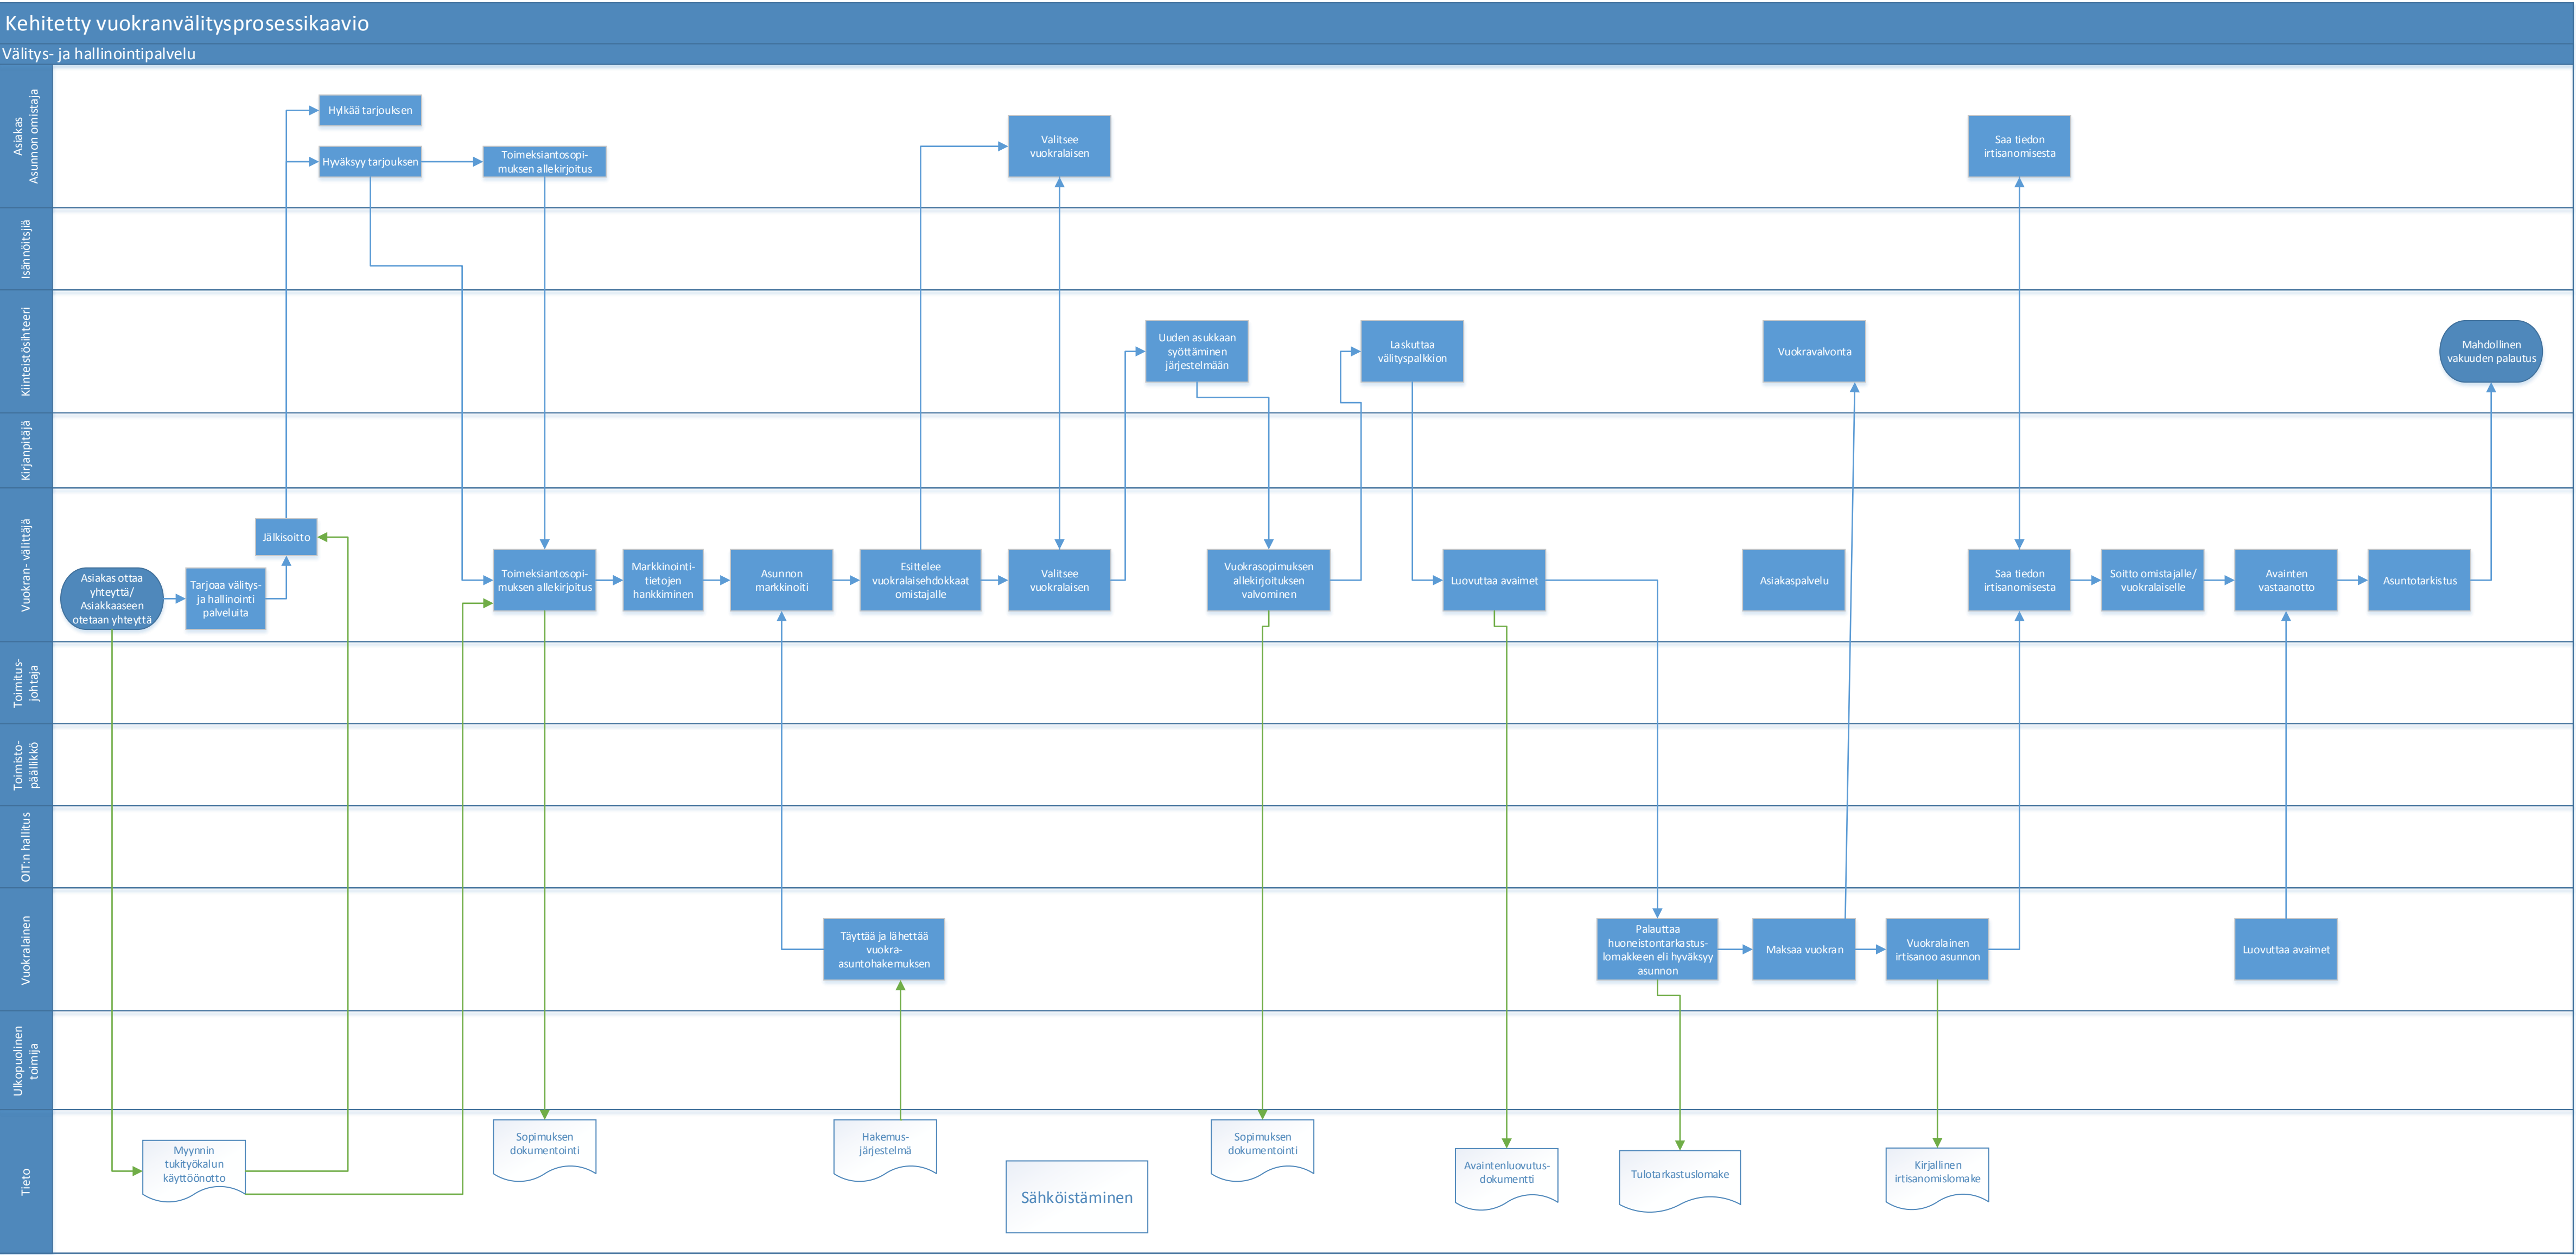 Kehitetty vuokranvälitysprosessikaavio
Välitys- ja hallinointipalvelu
Asiakas
Asunnon omistaja
Hylkää tarjouksen
Hyväksyy tarjouksen
Toimeksiantosopi-
muksen allekirjoitus
Valitsee
vuokralaisen
Saa tiedon
irtisanomisesta
Isännöitsjiä
Kiinteistösihteeri
Uuden asukkaan
syöttäminen
järjestelmään
Laskuttaa
välityspalkkion
Vuokravalvonta
Mahdollinen
vakuuden palautus
Kirjanpitäjä
Vuokran- välittäjä
Asiakas ottaa
yhteyttä/
Asiakkaaseen
otetaan yhteyttä
Tarjoaa välitys-
ja hallinointi
palveluita
Jälkisoitto
Toimeksiantosopi-
muksen allekirjoitus
Markkinointi-
tietojen
hankkiminen
Asunnon
markkinoiti
Esittelee
vuokralaisehdokkaat
omistajalle
Valitsee
vuokralaisen
Vuokrasopimuksen
allekirjoituksen
valvominen
Luovuttaa avaimet
Asiakaspalvelu
Saa tiedon
irtisanomisesta
Soitto omistajalle/
vuokralaiselle
Avainten
vastaanotto
Asuntotarkistus
Toimitus-
johtaja
Toimisto-
päälikkö
OIT:n hallitus
Vuokralainen
Täyttää ja lähettää
vuokra-
asuntohakemuksen
Palauttaa
huoneistontarkastus-
lomakkeen eli hyväksyy
asunnon
Maksaa vuokran
Vuokralainen
irtisanoo asunnon
Luovuttaa avaimet
Ulkopuolinen
toimija
Tieto
Myynnin
tukityökalun
käyttöönotto
Sopimuksen
dokumentointi
Hakemus-
järjestelmä
Sähköistäminen
Sopimuksen
dokumentointi
Avaintenluovutus-
dokumentti
Tulotarkastuslomake
Kirjallinen
irtisanomislomake